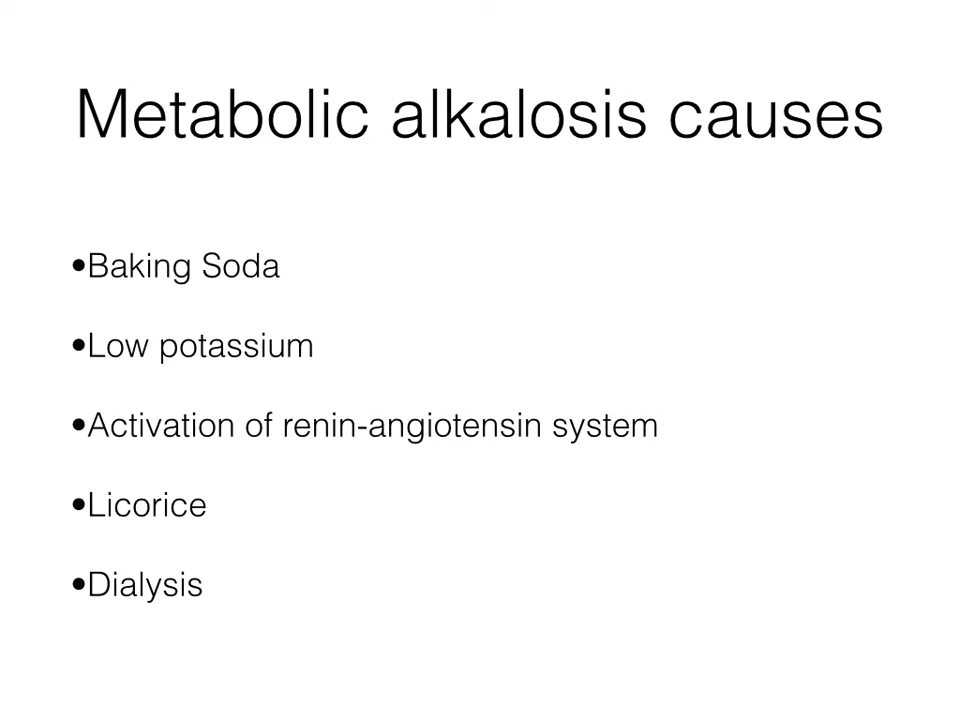 Metabolic alkalosis causes
•Baking Soda
•Low potassium
•Activation of renin-angiotensin system
•Licorice
•Dialysis